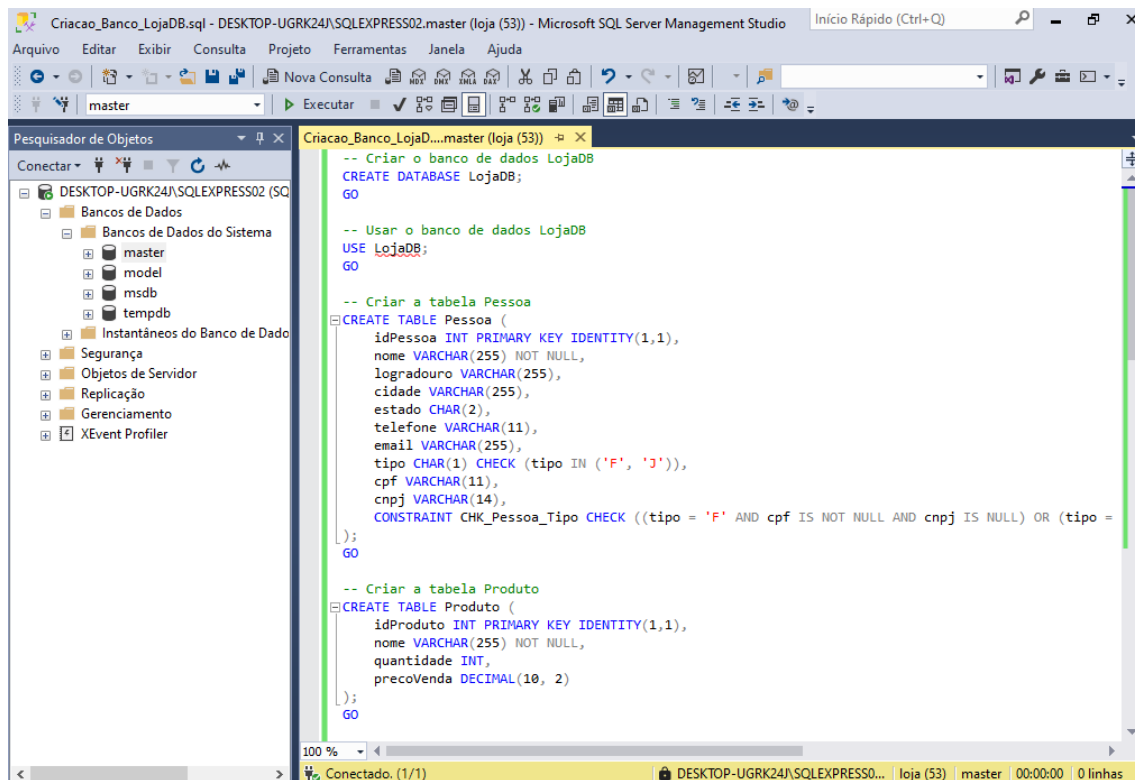 Criacao_Banco_LojaDB.sql - DESKTOP-UGRK24J\SQLEXPRESS02.master (loja (53)) - Microsoft SQL Server Management Studio
Início Rápido (Ctrl+Q)
Arquivo Editar Exibir Consulta Projeto Ferramentas Janela Ajuda
Nova Consulta
MDX DMX XMLA DAX
master
Executar
Pesquisador de Objetos
Conectar
DESKTOP-UGRK24J\SQLEXPRESS02 (SQ
Bancos de Dados
Bancos de Dados do Sistema
master
model
msdb
tempdb
Instantâneos do Banco de Dado
Segurança
Objetos de Servidor
Replicação
Gerenciamento
XEvent Profiler
Criacao_Banco_LojaD....master (loja (53))
-- Criar o banco de dados LojaDB
CREATE DATABASE LojaDB;
GO
-- Usar o banco de dados LojaDB
USE LojaDB;
GO
-- Criar a tabela Pessoa
CREATE TABLE Pessoa (
idPessoa INT PRIMARY KEY IDENTITY(1,1),
nome VARCHAR(255) NOT NULL,
logradouro VARCHAR(255),
cidade VARCHAR(255),
estado CHAR(2),
telefone VARCHAR(11),
email VARCHAR(255),
tipo CHAR(1) CHECK (tipo IN ('F', 'J')),
cpf VARCHAR(11),
cnpj VARCHAR(14),
CONSTRAINT CHK_Pessoa_Tipo CHECK ((tipo = 'F' AND cpf IS NOT NULL AND cnpj IS NULL) OR (tipo =
);
GO
-- Criar a tabela Produto
CREATE TABLE Produto (
idProduto INT PRIMARY KEY IDENTITY(1,1),
nome VARCHAR(255) NOT NULL,
quantidade INT,
precoVenda DECIMAL(10, 2)
);
GO
100 %
Conectado. (1/1)
DESKTOP-UGRK24J\SQLEXPRESS0... loja (53) master 00:00:00 0 linhas